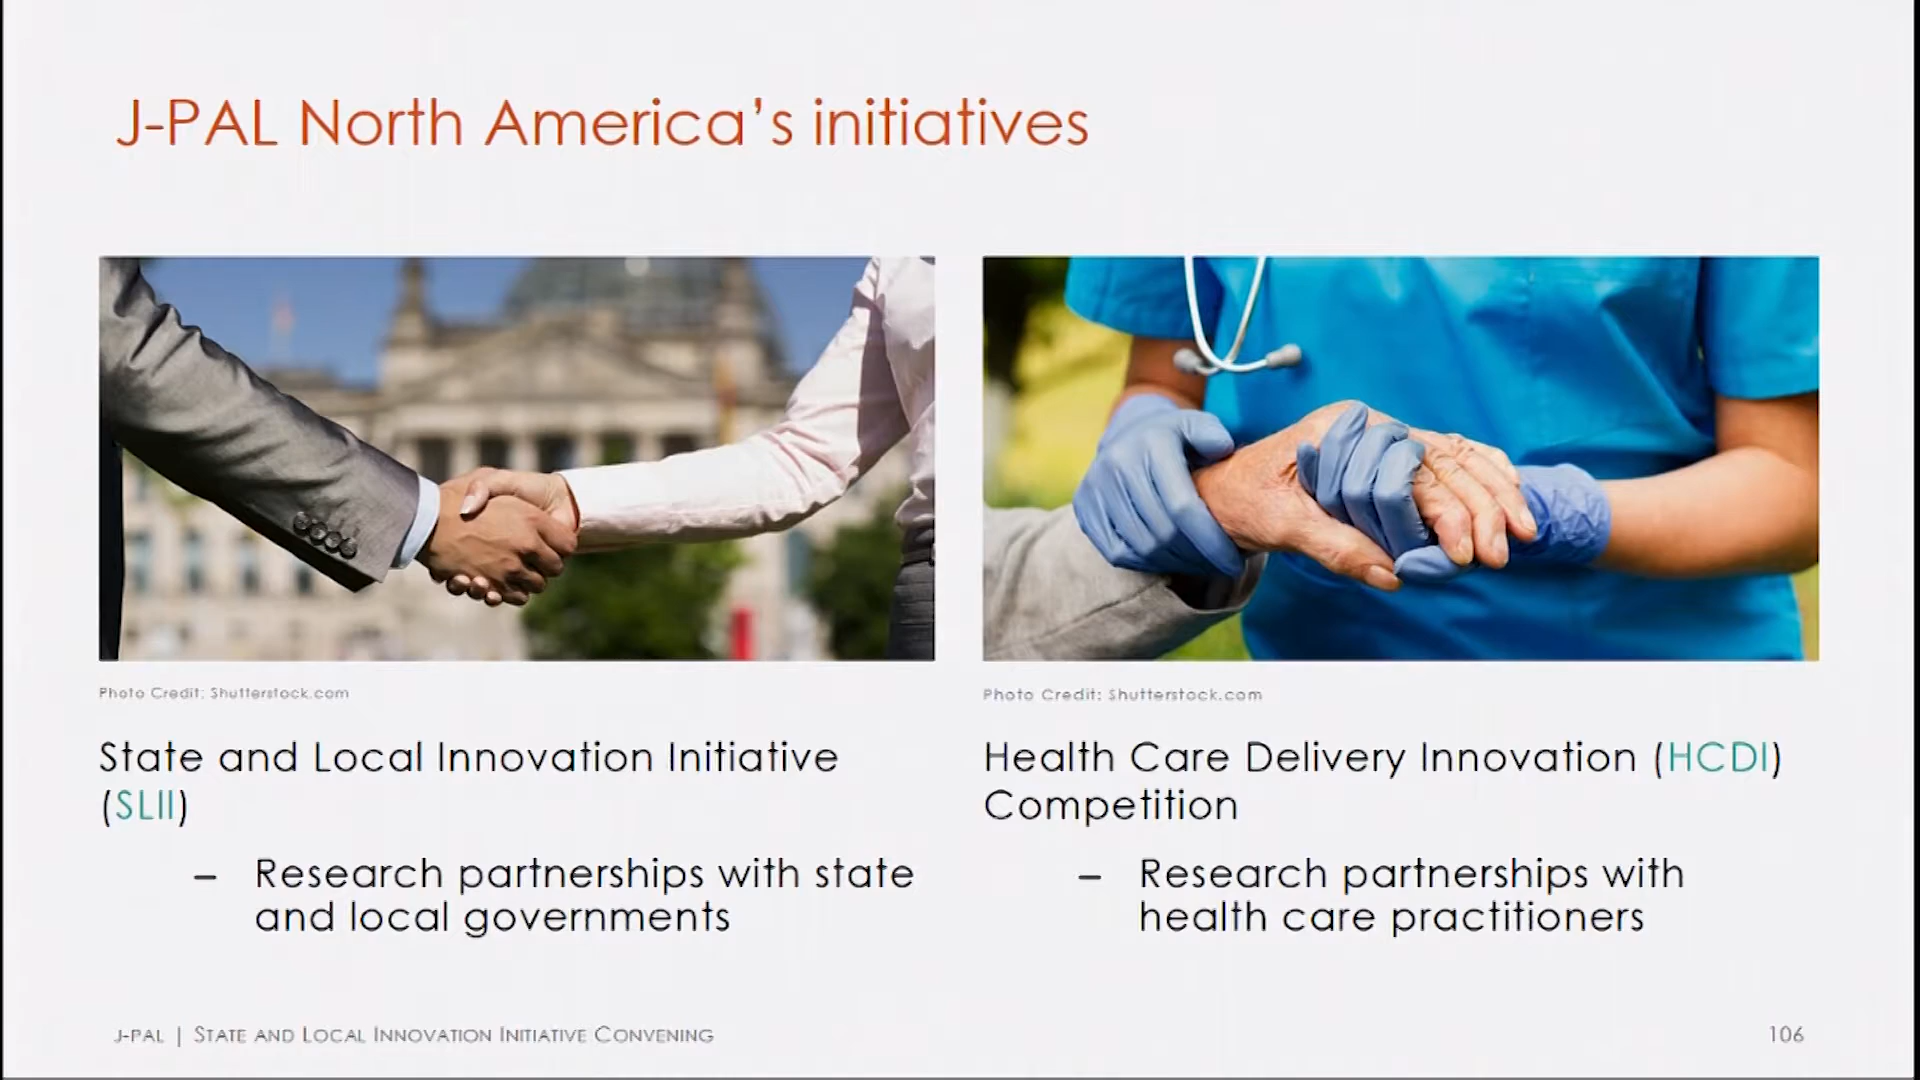 J-PAL North America's initiatives
Photo Credit: Shutterstock.com
State and Local Innovation Initiative
(SLII)
– Research partnerships with state
and local governments
Photo Credit: Shutterstock.com
Health Care Delivery Innovation (HCDI)
Competition
– Research partnerships with
health care practitioners
J-PAL | STATE AND LOCAL INNOVATION INITIATIVE CONVENING
106